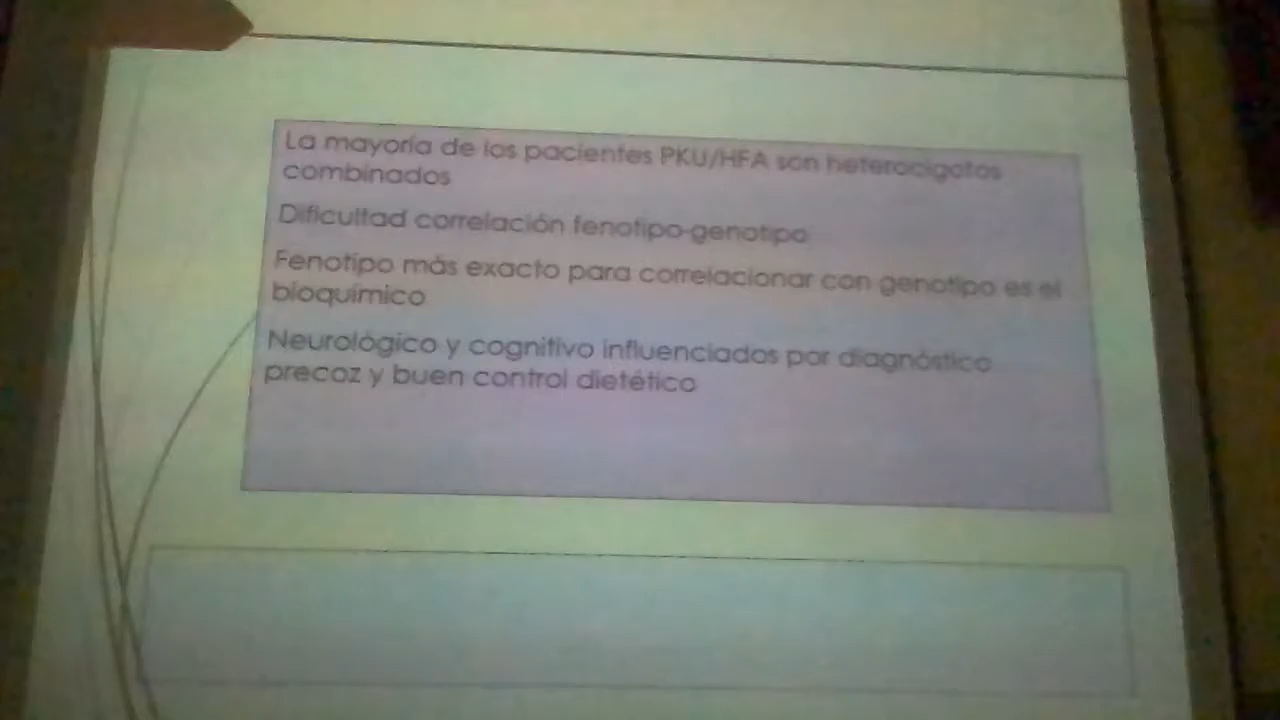 La mayoría de los pacientes PKU/HFA son heterocigotos
combinados
Dificultad correlación fenotipo-genotipo
Fenotipo más exacto para correlacionar con genotipo es el
bioquímico
Neurológico y cognitivo influenciados por diagnóstico
precoz y buen control dietético